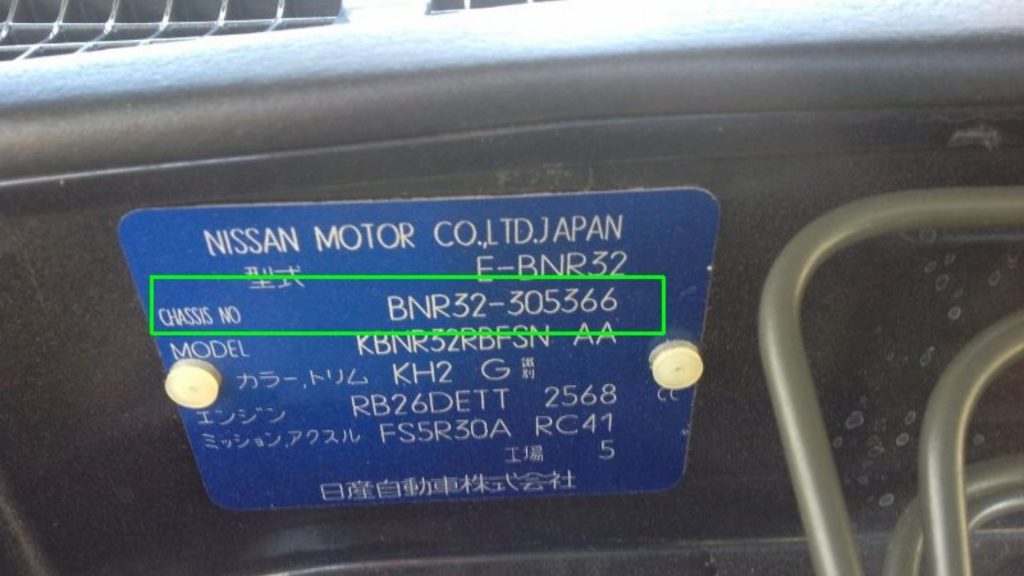 NISSAN MOTOR CO.,LTD.JAPAN
型式 E-BNR32
CHASSIS NO BNR32-305366
MODEL KBNR32RBFSN AA
カラー,トリム KH2 G 識別
エンジン RB26DETT 2568 cc
ミッション,アクスル FS5R30A RC41
工場 5
日産自動車株式会社